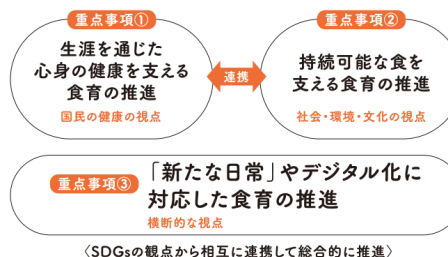 重点事項①
生涯を通じた
心身の健康を支える
食育の推進
国民の健康の視点
連携
重点事項②
持続可能な食を
支える食育の推進
社会・環境・文化の視点
重点事項③
「新たな日常」やデジタル化に
対応した食育の推進
横断的な視点
〈SDGsの観点から相互に連携して総合的に推進〉